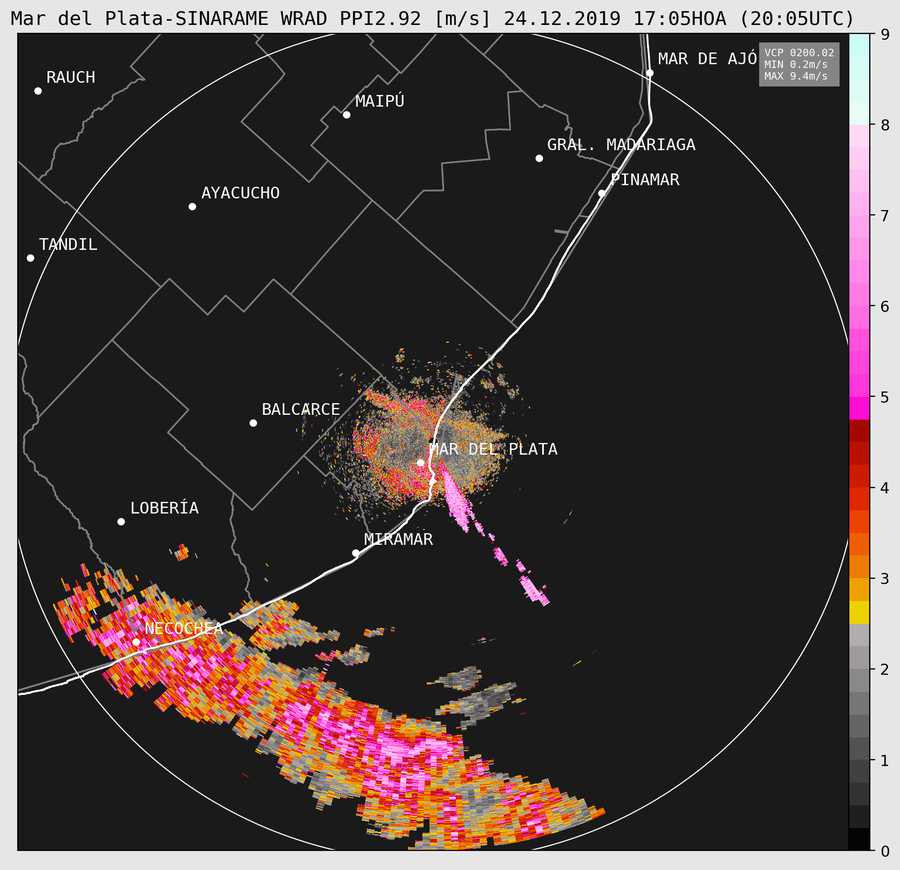 Mar del Plata-SINARAME WRAD PPI2.92 [m/s] 24.12.2019 17:05HOA (20:05UTC)
9
MAR DE AJÓ
VCP 0200.02
MIN 0.2m/s
MAX 9.4m/s
RAUCH
MAIPÚ
8
GRAL. MADARIAGA
PINAMAR
AYACUCHO
7
TANDIL
6
5
BALCARCE
MAR DEL PLATA
4
LOBERÍA
MIRAMAR
3
NECOCHEA
2
1
0